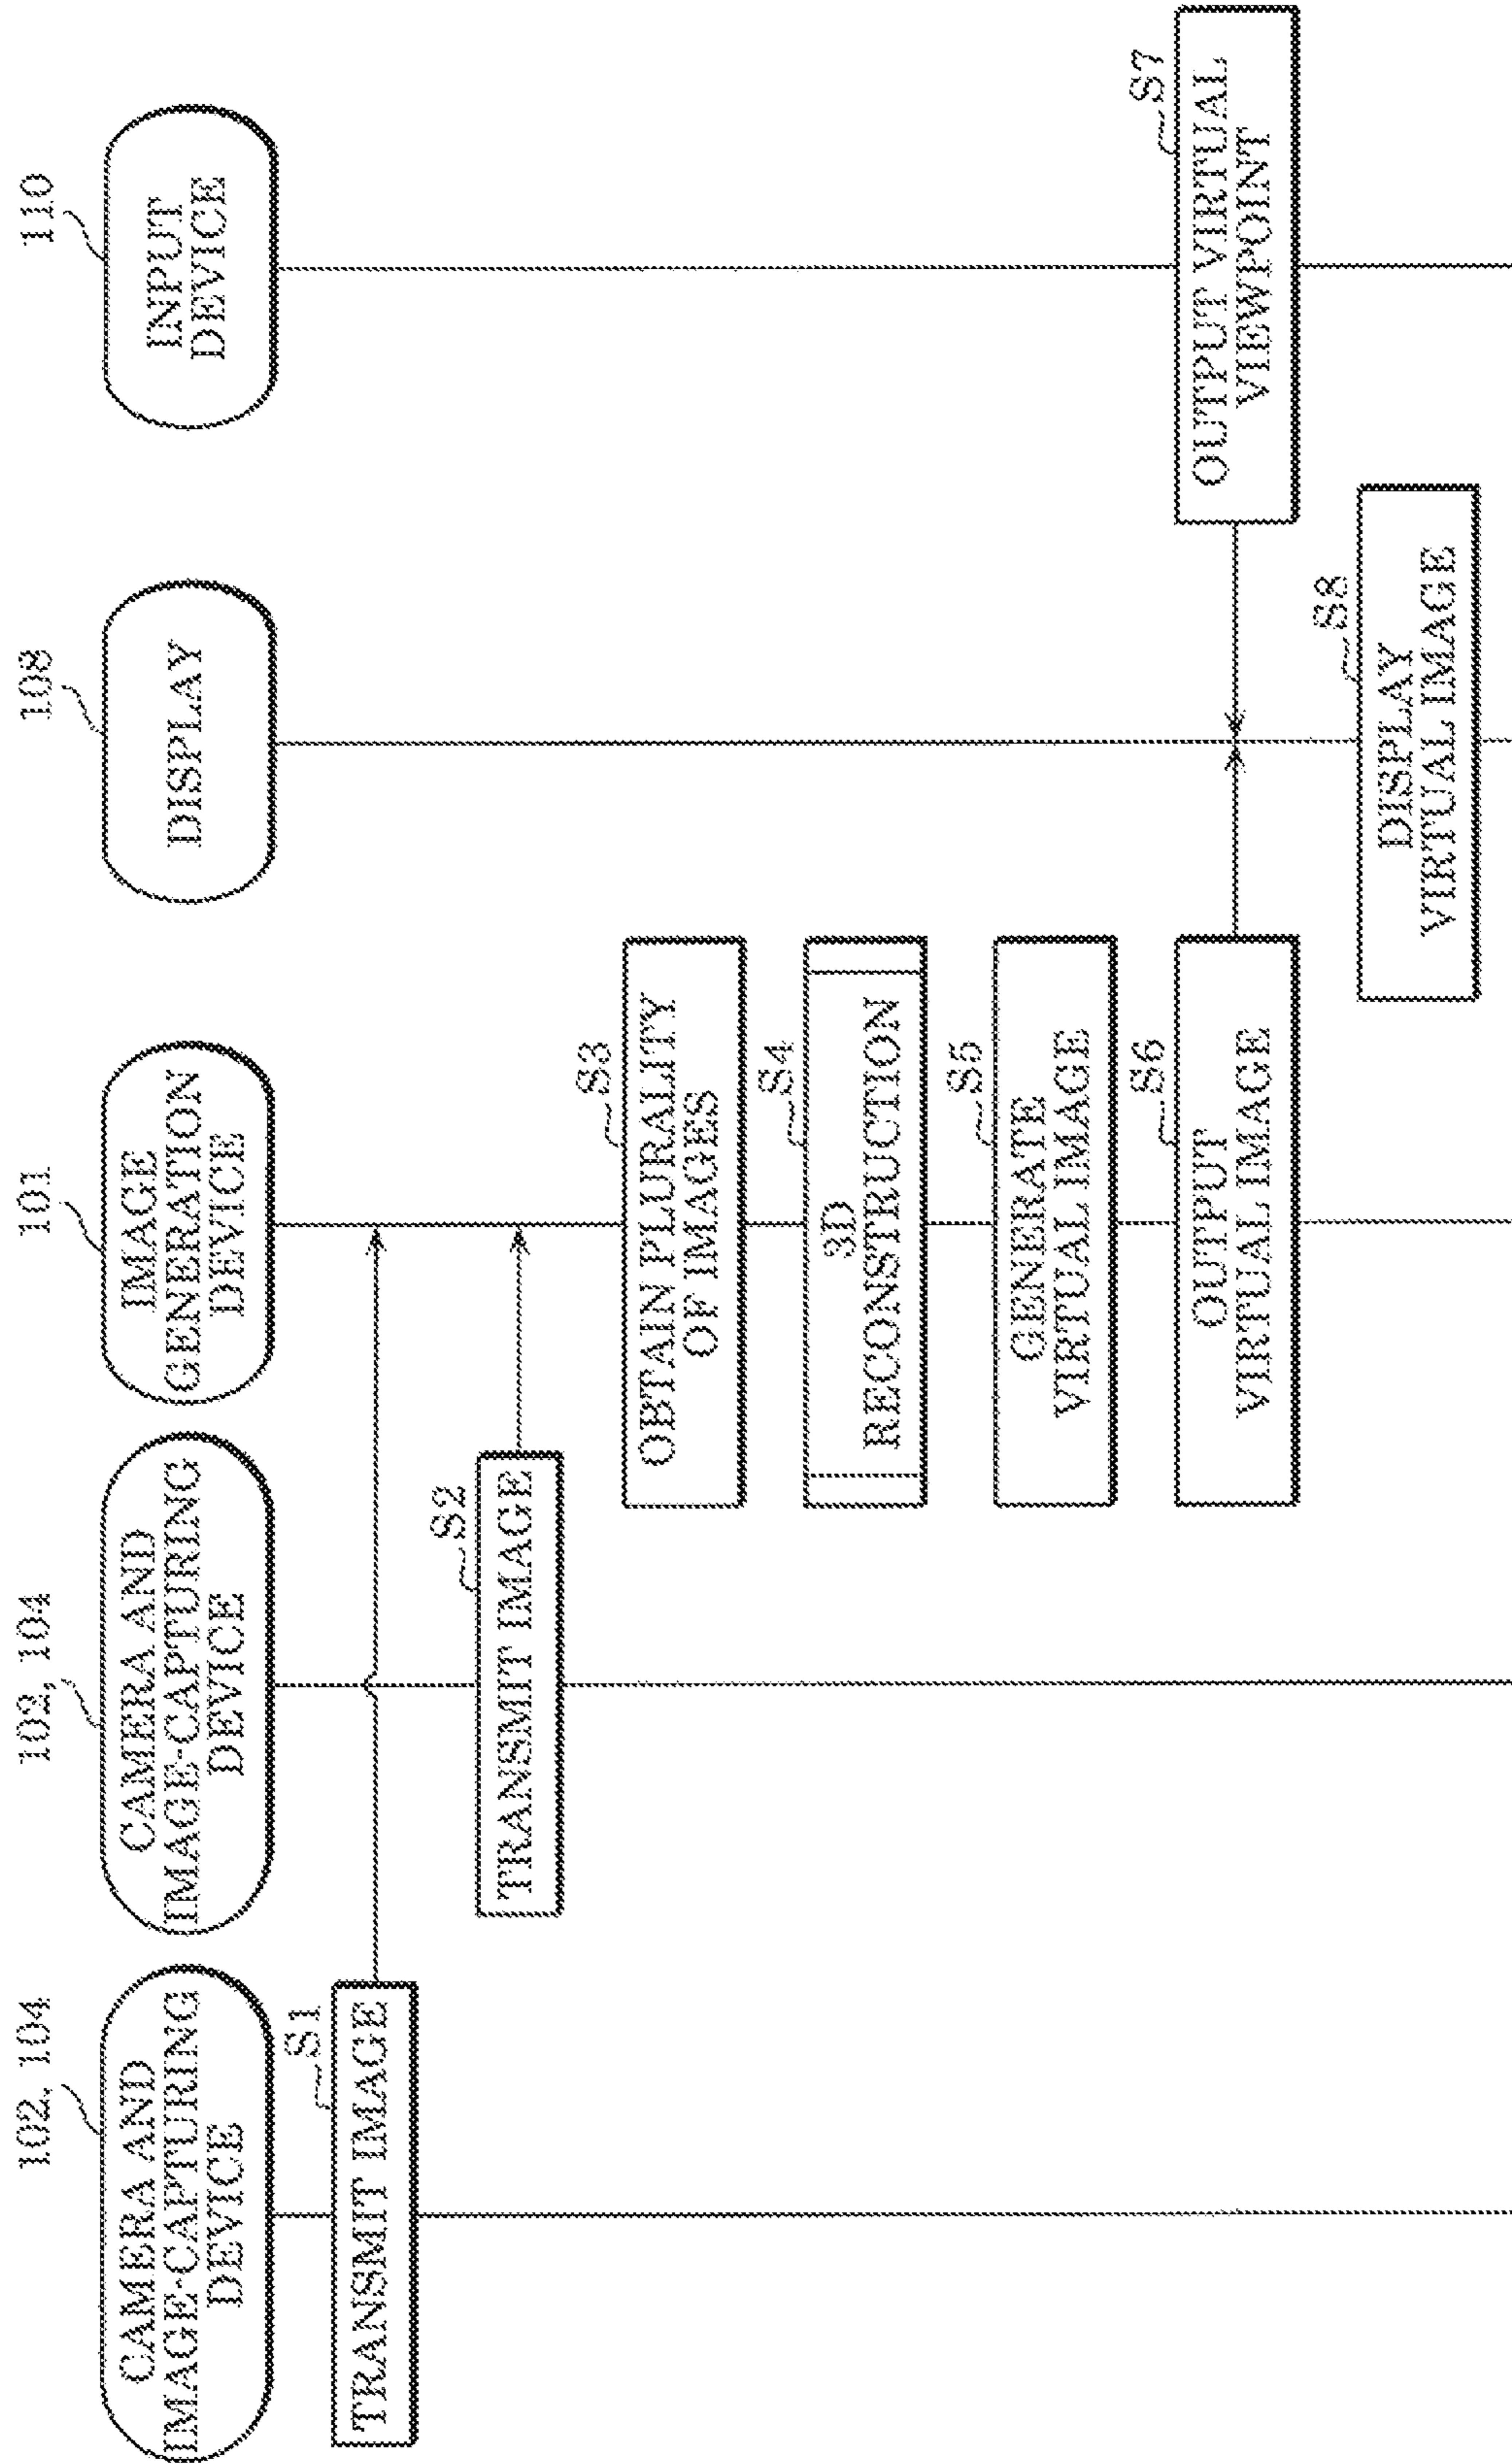 102, 104
CAMERA AND
IMAGE-CAPTURING
DEVICE
102, 104
CAMERA AND
IMAGE-CAPTURING
DEVICE
101
IMAGE
GENERATION
DEVICE
108
DISPLAY
110
INPUT
DEVICE
S1
TRANSMIT IMAGE
S2
TRANSMIT IMAGE
S3
OBTAIN PLURALITY
OF IMAGES
S4
3D
RECONSTRUCTION
S5
GENERATE
VIRTUAL IMAGE
S6
OUTPUT
VIRTUAL IMAGE
S7
OUTPUT VIRTUAL
VIEWPOINT
S8
DISPLAY
VIRTUAL IMAGE